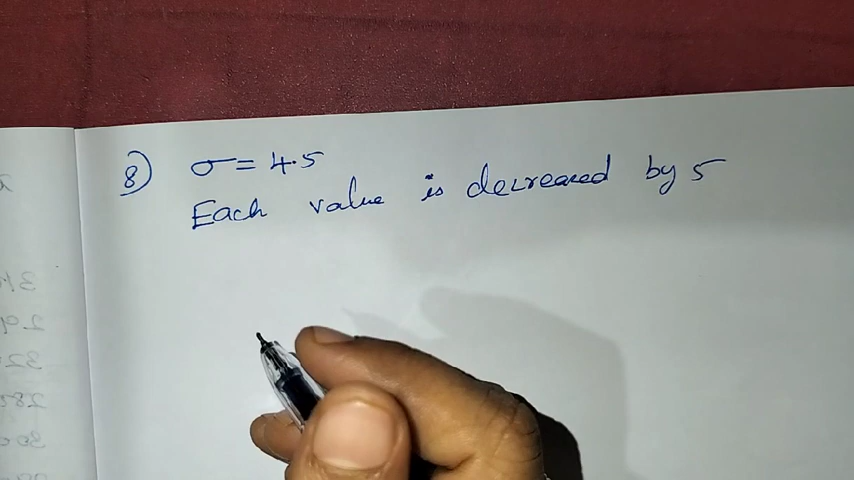 8) σ = 4.5
Each value is decreased by 5